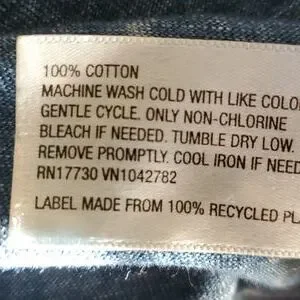 100% COTTON
MACHINE WASH COLD WITH LIKE COLO
GENTLE CYCLE. ONLY NON-CHLORINE
BLEACH IF NEEDED. TUMBLE DRY LOW.
REMOVE PROMPTLY. COOL IRON IF NEED
RN17730 VN1042782
LABEL MADE FROM 100% RECYCLED PLA